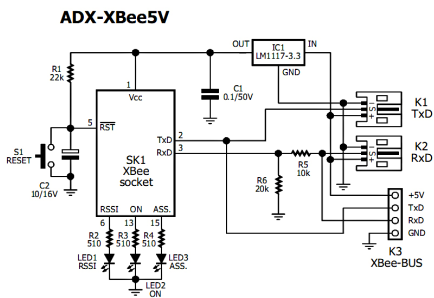 ADX-XBee5V
OUT
IC1
LM1117-3.3
IN
GND
R1
22k
1
Vcc
C1
0.1/50V
K1
TxD
- S +
5
RST
TxD
2
RxD
3
SK1
XBee
socket
S1
RESET
C2
10/16V
R5
10k
R6
20k
K2
RxD
- S +
+5V
TxD
RxD
GND
K3
XBee-BUS
RSSI
ON
ASS.
6
13
15
R2
510
R3
510
R4
510
LED1
RSSI
LED2
ON
LED3
ASS.